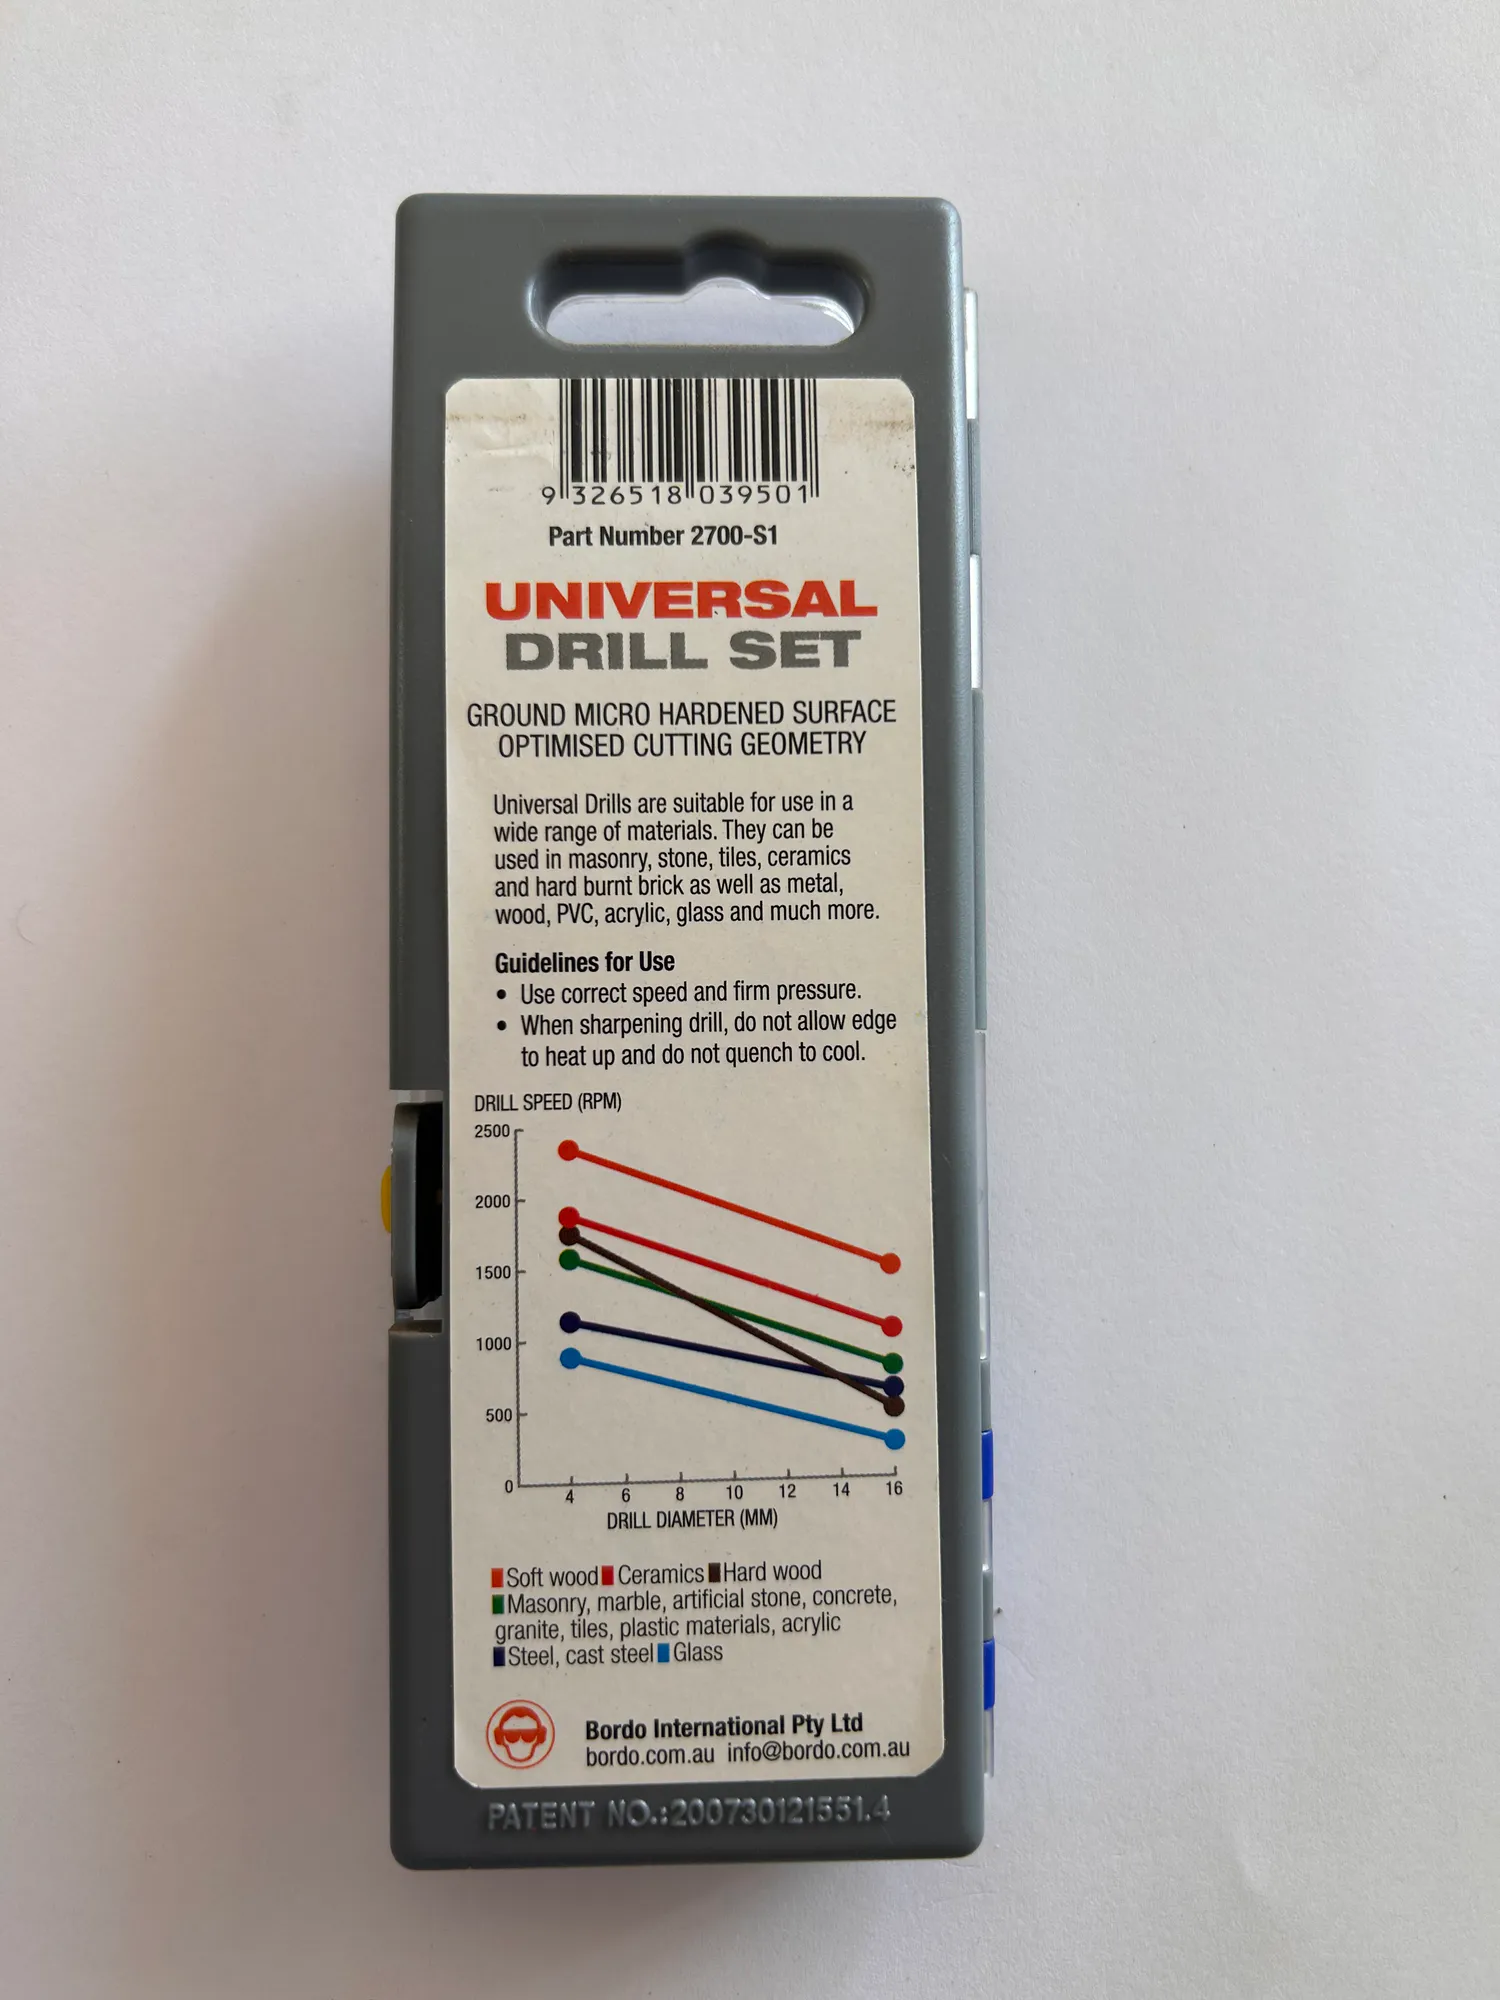 9 326518 039501
Part Number 2700-S1
UNIVERSAL
DRILL SET
GROUND MICRO HARDENED SURFACE
OPTIMISED CUTTING GEOMETRY
Universal Drills are suitable for use in a
wide range of materials. They can be
used in masonry, stone, tiles, ceramics
and hard burnt brick as well as metal,
wood, PVC, acrylic, glass and much more.
Guidelines for Use
• Use correct speed and firm pressure.
• When sharpening drill, do not allow edge
to heat up and do not quench to cool.
DRILL SPEED (RPM)
2500
2000
1500
1000
500
0
4 6 8 10 12 14 16
DRILL DIAMETER (MM)
Soft wood Ceramics Hard wood
Masonry, marble, artificial stone, concrete,
granite, tiles, plastic materials, acrylic
Steel, cast steel Glass
Bordo International Pty Ltd
bordo.com.au info@bordo.com.au
PATENT NO.:200730121551.4